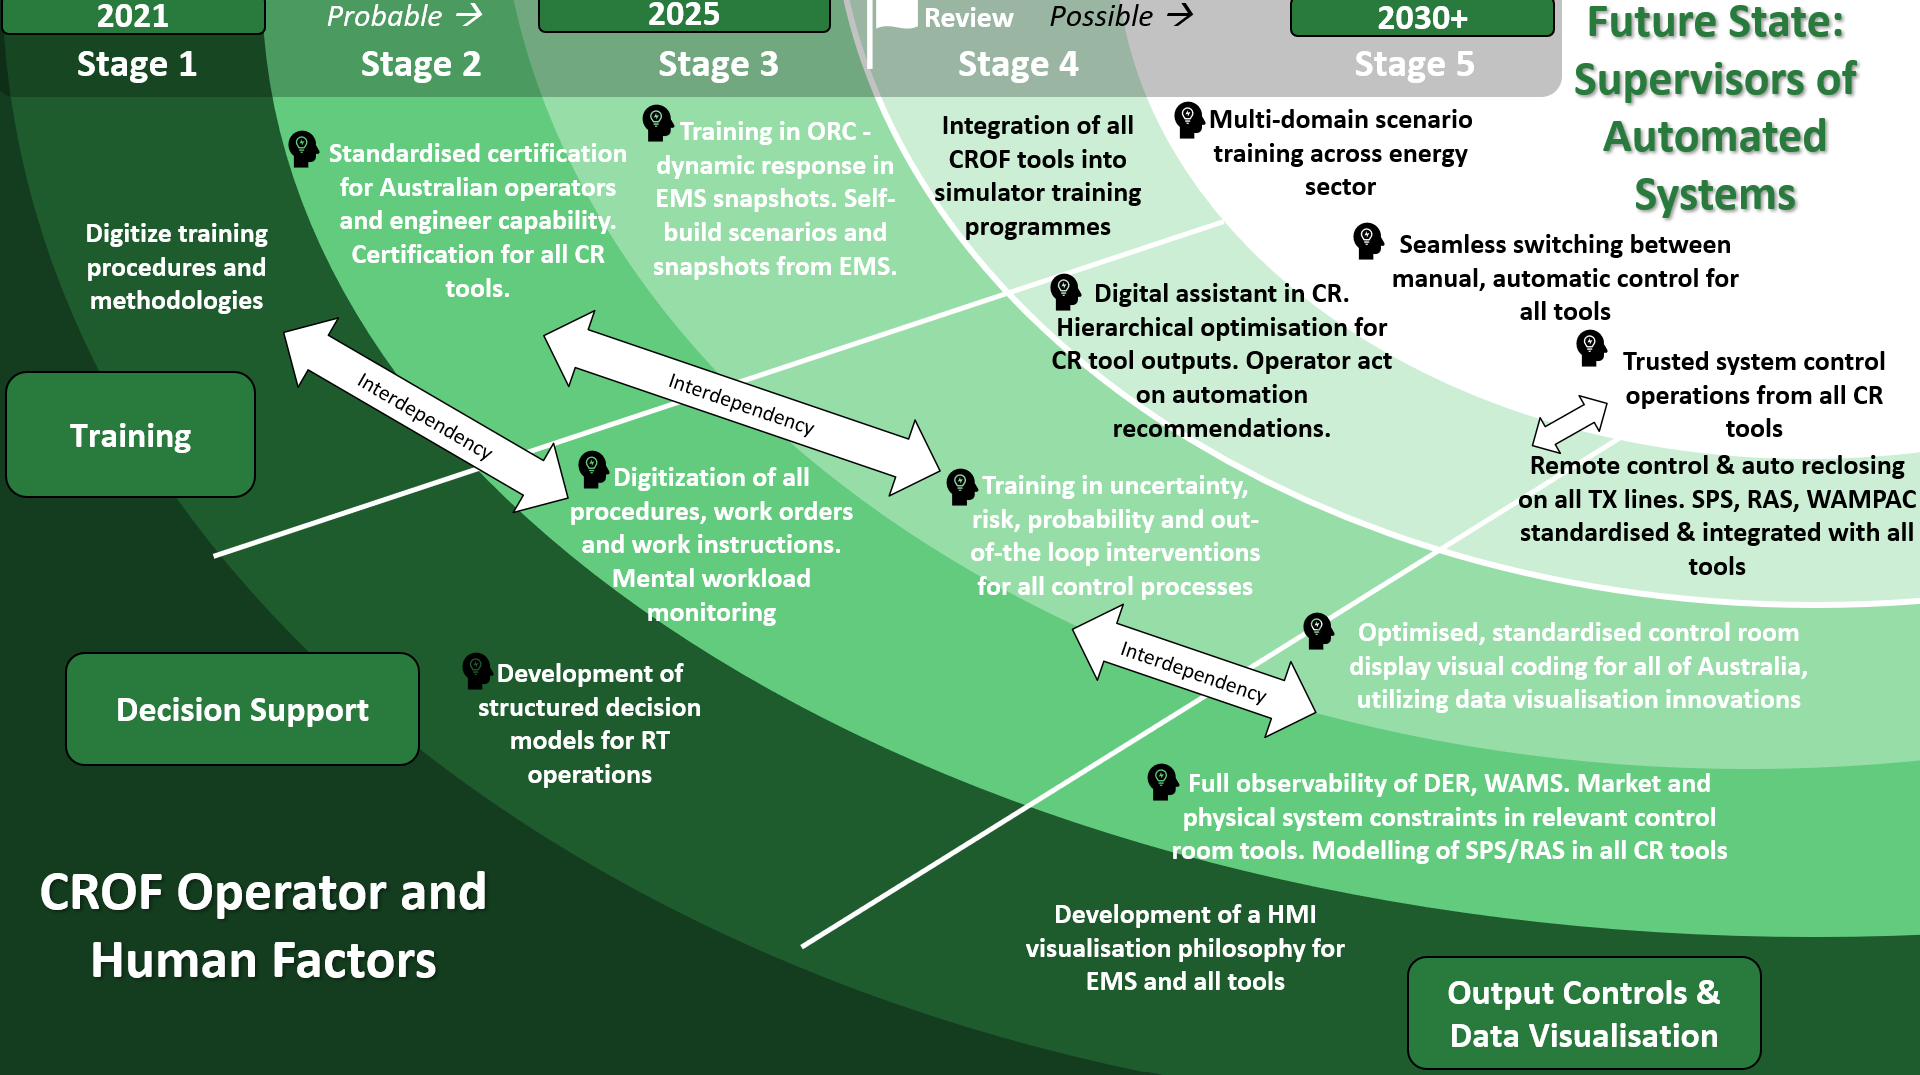 2021
Probable →
2025
Review
Possible →
2030+
Stage 1
Stage 2
Stage 3
Stage 4
Stage 5
Future State:
Supervisors of
Automated
Systems
Digitize training
procedures and
methodologies
Standardised certification
for Australian operators
and engineer capability.
Certification for all CR
tools.
Training in ORC -
dynamic response in
EMS snapshots. Self-
build scenarios and
snapshots from EMS.
Integration of all
CROF tools into
simulator training
programmes
Multi-domain scenario
training across energy
sector
Training
Interdependency
Interdependency
Seamless switching between
manual, automatic control for
all tools
Digital assistant in CR.
Hierarchical optimisation for
CR tool outputs. Operator act
on automation
recommendations.
Trusted system control
operations from all CR
tools
Digitization of all
procedures, work orders
and work instructions.
Mental workload
monitoring
Training in uncertainty,
risk, probability and out-
of-the loop interventions
for all control processes
Remote control & auto reclosing
on all TX lines. SPS, RAS, WAMPAC
standardised & integrated with all
tools
Decision Support
Development of
structured decision
models for RT
operations
Interdependency
Optimised, standardised control room
display visual coding for all of Australia,
utilizing data visualisation innovations
Full observability of DER, WAMS. Market and
physical system constraints in relevant control
room tools. Modelling of SPS/RAS in all CR tools
CROF Operator and
Human Factors
Development of a HMI
visualisation philosophy for
EMS and all tools
Output Controls &
Data Visualisation